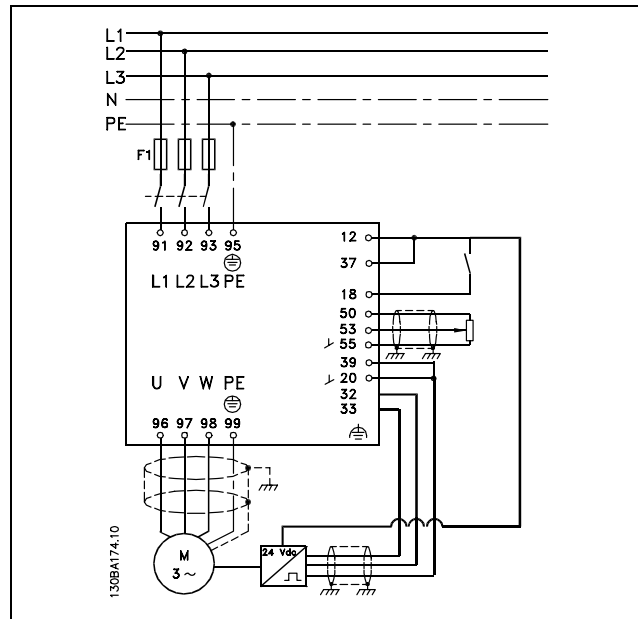 L1
L2
L3
N
PE
F1
91 92 93 95
L1 L2 L3 PE
12
37
18
50
53
55
39
20
32
33
U V W PE
96 97 98 99
M
3 ~
24 Vdc
130BA174.10